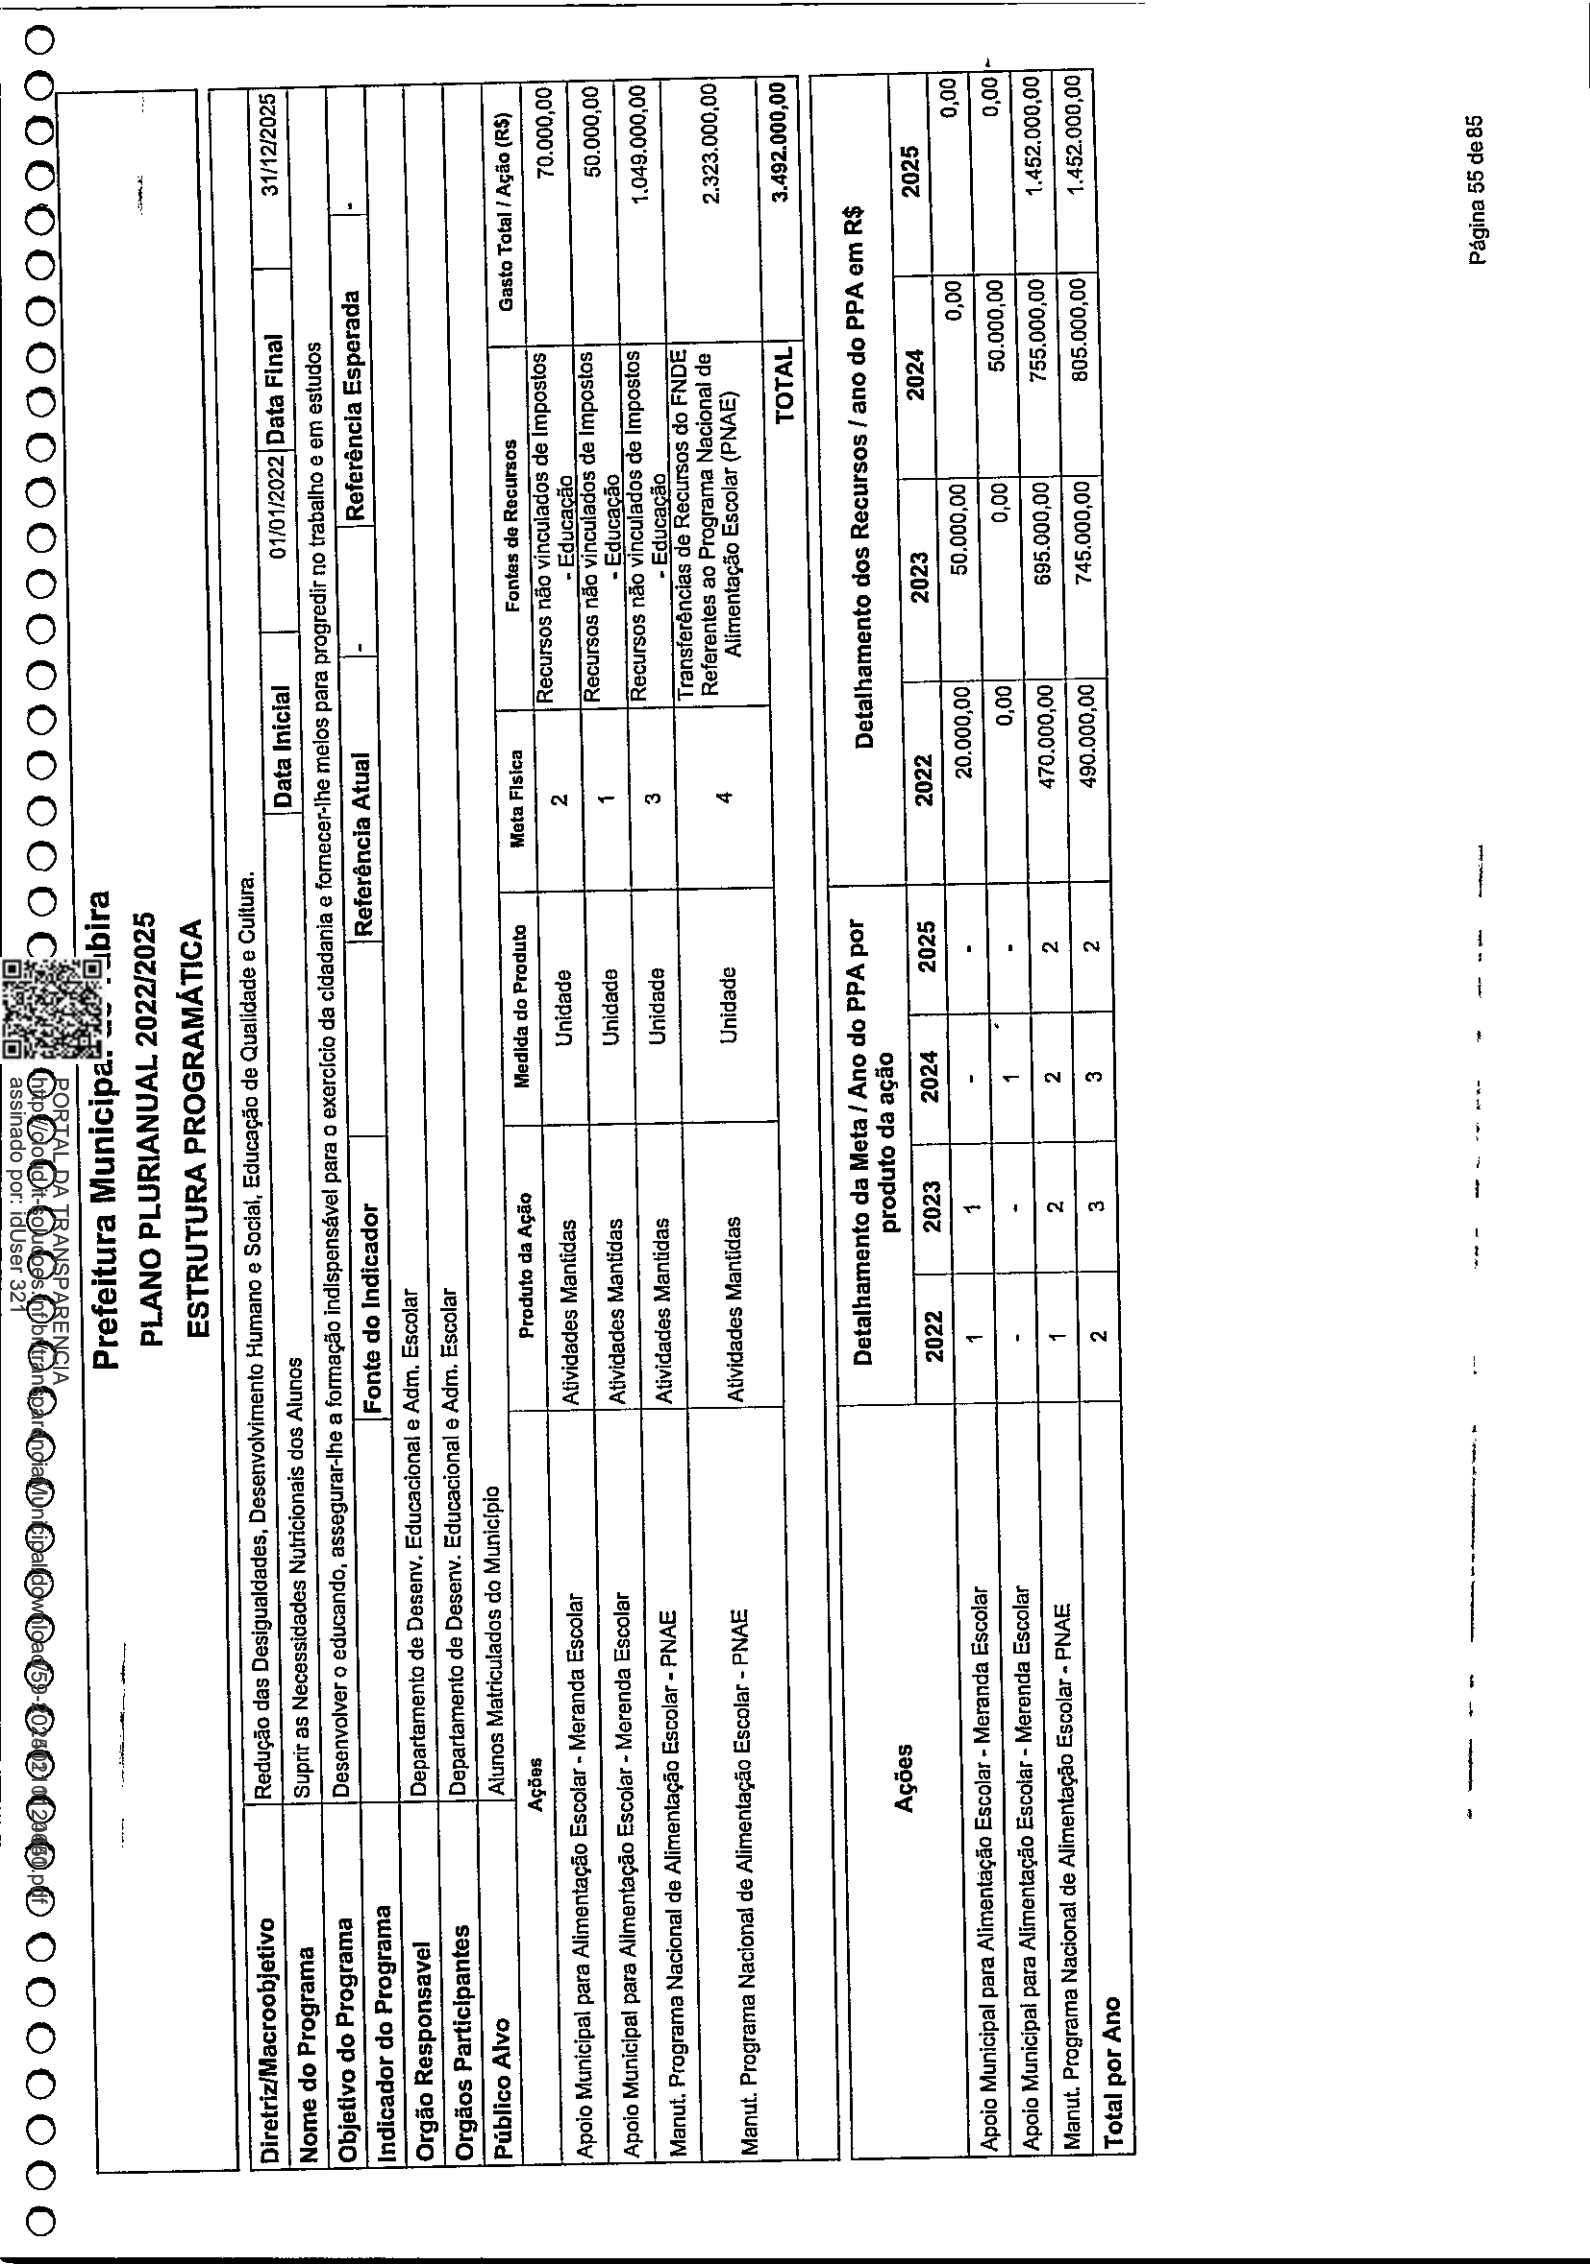 PORTAL DA TRANSPARENCIA
assinado por: idUser 321
Prefeitura Municipal
PLANO PLURIANUAL 2022/2025
ESTRUTURA PROGRAMÁTICA
Diretriz/Macroobjetivo Redução das Desigualdades, Desenvolvimento Humano e Social, Educação de Qualidade e Cultura.
Nome do Programa Suprir as Necessidades Nutricionais dos Alunos Data Inicial 01/01/2022 Data Final 31/12/2025
Objetivo do Programa Desenvolver o educando, assegurar-lhe a formação indispensável para o exercício da cidadania e fornecer-lhe meios para progredir no trabalho e em estudos
Indicador do Programa Fonte do Indicador Referência Atual - Referência Esperada -
Orgão Responsavel Departamento de Desenv. Educacional e Adm. Escolar
Orgãos Participantes Departamento de Desenv. Educacional e Adm. Escolar
Público Alvo Alunos Matriculados do Município
Ações Produto da Ação Medida do Produto Meta Fisica Fontes de Recursos Gasto Total / Ação (R$)
Apoio Municipal para Alimentação Escolar - Meranda Escolar Atividades Mantidas Unidade 2 Recursos não vinculados de Impostos 70.000,00
- Educação
Apoio Municipal para Alimentação Escolar - Merenda Escolar Atividades Mantidas Unidade 1 Recursos não vinculados de Impostos 50.000,00
- Educação
Manut. Programa Nacional de Alimentação Escolar - PNAE Atividades Mantidas Unidade 3 Recursos não vinculados de Impostos 1.049.000,00
- Educação
Manut. Programa Nacional de Alimentação Escolar - PNAE Atividades Mantidas Unidade 4 Transferências de Recursos do FNDE 2.323.000,00
Referentes ao Programa Nacional de
Alimentação Escolar (PNAE)
TOTAL 3.492.000,00
Ações Detalhamento da Meta / Ano do PPA por Detalhamento dos Recursos / ano do PPA em R$
produto da ação
2022 2023 2024 2025 2022 2023 2024 2025
Apoio Municipal para Alimentação Escolar - Meranda Escolar 1 1 - - 20.000,00 50.000,00 0,00 0,00
Apoio Municipal para Alimentação Escolar - Merenda Escolar - - 1 - 0,00 0,00 50.000,00 0,00
Manut. Programa Nacional de Alimentação Escolar - PNAE 1 2 2 2 470.000,00 695.000,00 755.000,00 1.452.000,00
Total por Ano 2 3 3 2 490.000,00 745.000,00 805.000,00 1.452.000,00
Página 55 de 85